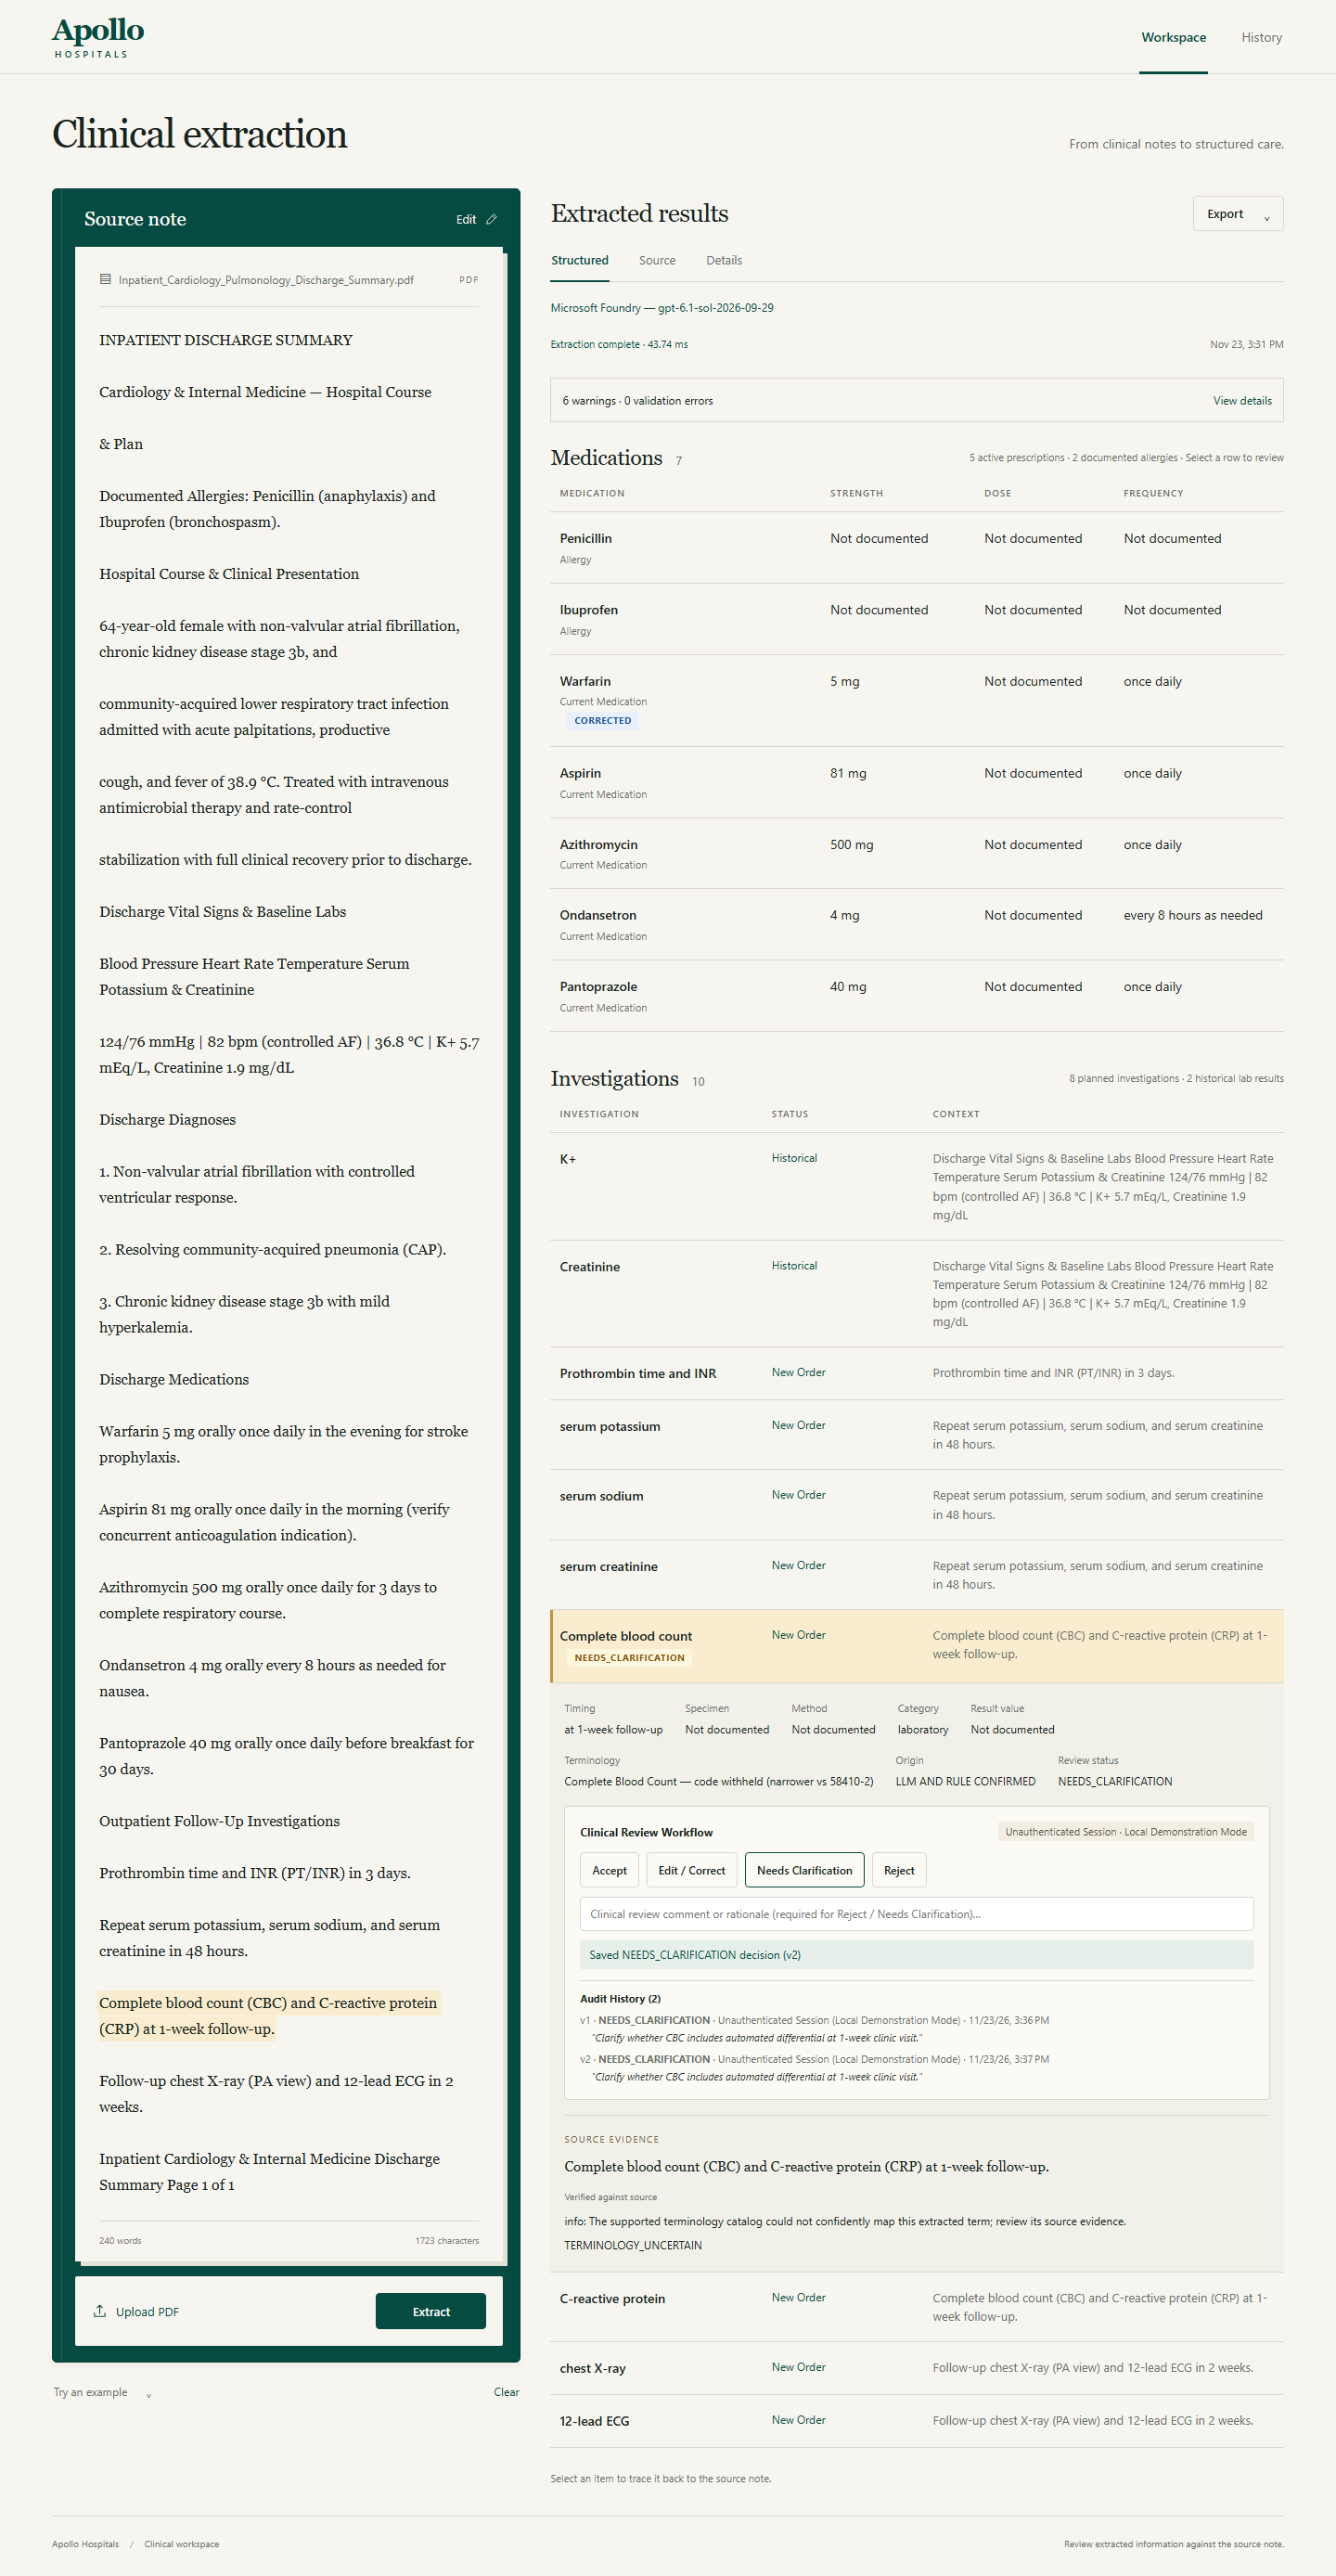 Apollo
HOSPITALS
Workspace
History
Clinical extraction
From clinical notes to structured care.
Source note
Edit
Inpatient_Cardiology_Pulmonology_Discharge_Summary.pdf
PDF
INPATIENT DISCHARGE SUMMARY
Cardiology & Internal Medicine — Hospital Course
& Plan
Documented Allergies: Penicillin (anaphylaxis) and
Ibuprofen (bronchospasm).
Hospital Course & Clinical Presentation
64-year-old female with non-valvular atrial fibrillation,
chronic kidney disease stage 3b, and
community-acquired lower respiratory tract infection
admitted with acute palpitations, productive
cough, and fever of 38.9 °C. Treated with intravenous
antimicrobial therapy and rate-control
stabilization with full clinical recovery prior to discharge.
Discharge Vital Signs & Baseline Labs
Blood Pressure Heart Rate Temperature Serum
Potassium & Creatinine
124/76 mmHg | 82 bpm (controlled AF) | 36.8 °C | K+ 5.7
mEq/L, Creatinine 1.9 mg/dL
Discharge Diagnoses
1. Non-valvular atrial fibrillation with controlled
ventricular response.
2. Resolving community-acquired pneumonia (CAP).
3. Chronic kidney disease stage 3b with mild
hyperkalemia.
Discharge Medications
Warfarin 5 mg orally once daily in the evening for stroke
prophylaxis.
Aspirin 81 mg orally once daily in the morning (verify
concurrent anticoagulation indication).
Azithromycin 500 mg orally once daily for 3 days to
complete respiratory course.
Ondansetron 4 mg orally every 8 hours as needed for
nausea.
Pantoprazole 40 mg orally once daily before breakfast for
30 days.
Outpatient Follow-Up Investigations
Prothrombin time and INR (PT/INR) in 3 days.
Repeat serum potassium, serum sodium, and serum
creatinine in 48 hours.
Complete blood count (CBC) and C-reactive protein
(CRP) at 1-week follow-up.
Follow-up chest X-ray (PA view) and 12-lead ECG in 2
weeks.
Inpatient Cardiology & Internal Medicine Discharge
Summary Page 1 of 1
240 words
1723 characters
Upload PDF
Extract
Try an example
Clear
Extracted results
Export
Structured
Source
Details
Microsoft Foundry — gpt-6.1-sol-2026-09-29
Extraction complete · 43.74 ms
Nov 23, 3:31 PM
6 warnings · 0 validation errors
View details
Medications 7
5 active prescriptions · 2 documented allergies · Select a row to review
MEDICATION STRENGTH DOSE FREQUENCY
Penicillin Not documented Not documented Not documented
Allergy
Ibuprofen Not documented Not documented Not documented
Allergy
Warfarin 5 mg Not documented once daily
Current Medication
CORRECTED
Aspirin 81 mg Not documented once daily
Current Medication
Azithromycin 500 mg Not documented once daily
Current Medication
Ondansetron 4 mg Not documented every 8 hours as needed
Current Medication
Pantoprazole 40 mg Not documented once daily
Current Medication
Investigations 10
8 planned investigations · 2 historical lab results
INVESTIGATION STATUS CONTEXT
K+ Historical Discharge Vital Signs & Baseline Labs Blood Pressure Heart Rate
Temperature Serum Potassium & Creatinine 124/76 mmHg | 82
bpm (controlled AF) | 36.8 °C | K+ 5.7 mEq/L, Creatinine 1.9
mg/dL
Creatinine Historical Discharge Vital Signs & Baseline Labs Blood Pressure Heart Rate
Temperature Serum Potassium & Creatinine 124/76 mmHg | 82
bpm (controlled AF) | 36.8 °C | K+ 5.7 mEq/L, Creatinine 1.9
mg/dL
Prothrombin time and INR New Order Prothrombin time and INR (PT/INR) in 3 days.
serum potassium New Order Repeat serum potassium, serum sodium, and serum creatinine
in 48 hours.
serum sodium New Order Repeat serum potassium, serum sodium, and serum creatinine
in 48 hours.
serum creatinine New Order Repeat serum potassium, serum sodium, and serum creatinine
in 48 hours.
Complete blood count New Order Complete blood count (CBC) and C-reactive protein (CRP) at 1-
week follow-up.
NEEDS_CLARIFICATION
Timing Specimen Method Category Result value
at 1-week follow-up Not documented Not documented laboratory Not documented
Terminology Origin Review status
Complete Blood Count — code withheld (narrower vs 58410-2) LLM AND RULE CONFIRMED NEEDS_CLARIFICATION
Clinical Review Workflow
Unauthenticated Session · Local Demonstration Mode
Accept
Edit / Correct
Needs Clarification
Reject
Clinical review comment or rationale (required for Reject / Needs Clarification)...
Saved NEEDS_CLARIFICATION decision (v2)
Audit History (2)
v1 · NEEDS_CLARIFICATION · Unauthenticated Session (Local Demonstration Mode) · 11/23/26, 3:36 PM
"Clarify whether CBC includes automated differential at 1-week clinic visit."
v2 · NEEDS_CLARIFICATION · Unauthenticated Session (Local Demonstration Mode) · 11/23/26, 3:37 PM
"Clarify whether CBC includes automated differential at 1-week clinic visit."
SOURCE EVIDENCE
Complete blood count (CBC) and C-reactive protein (CRP) at 1-week follow-up.
Verified against source
info: The supported terminology catalog could not confidently map this extracted term; review its source evidence.
TERMINOLOGY_UNCERTAIN
C-reactive protein New Order Complete blood count (CBC) and C-reactive protein (CRP) at 1-
week follow-up.
chest X-ray New Order Follow-up chest X-ray (PA view) and 12-lead ECG in 2 weeks.
12-lead ECG New Order Follow-up chest X-ray (PA view) and 12-lead ECG in 2 weeks.
Select an item to trace it back to the source note.
Apollo Hospitals / Clinical workspace
Review extracted information against the source note.